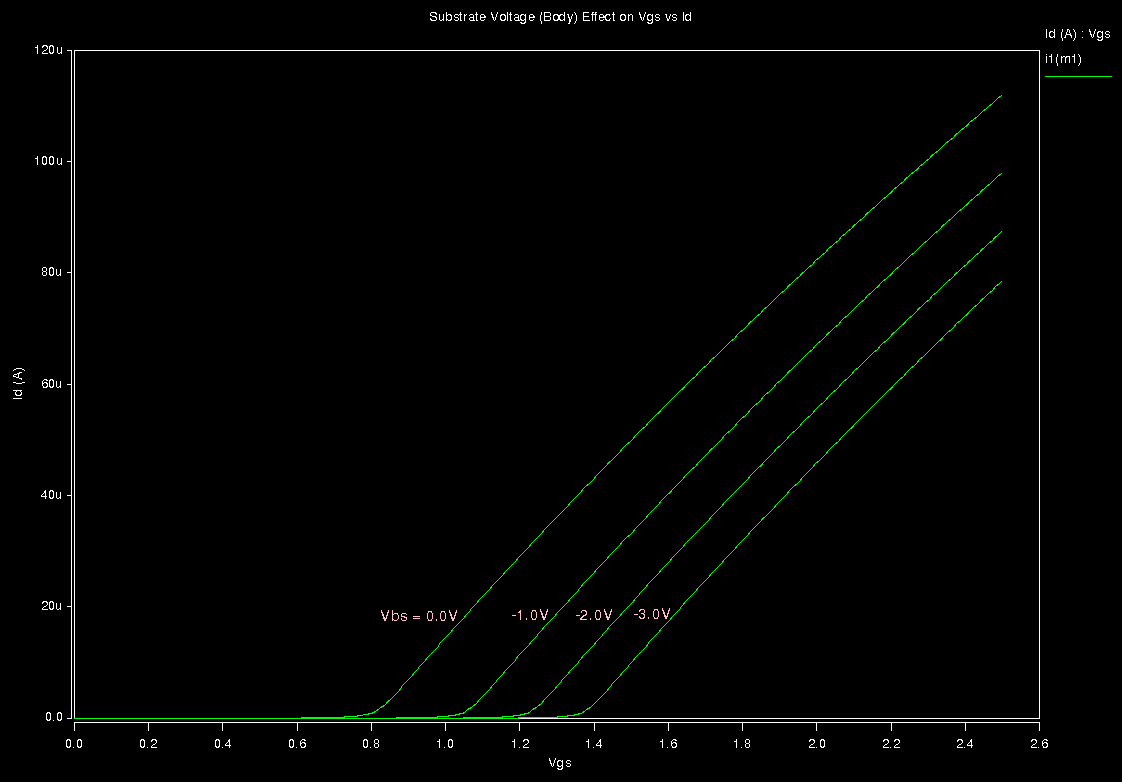 Substrate Voltage (Body) Effect on Vgs vs Id
Id (A) : Vgs
i1(m1)
120u
100u
80u
60u
Id (A)
40u
20u
Vbs = 0.0V -1.0V -2.0V -3.0V
0.0
0.0 0.2 0.4 0.6 0.8 1.0 1.2 1.4 1.6 1.8 2.0 2.2 2.4 2.6
Vgs